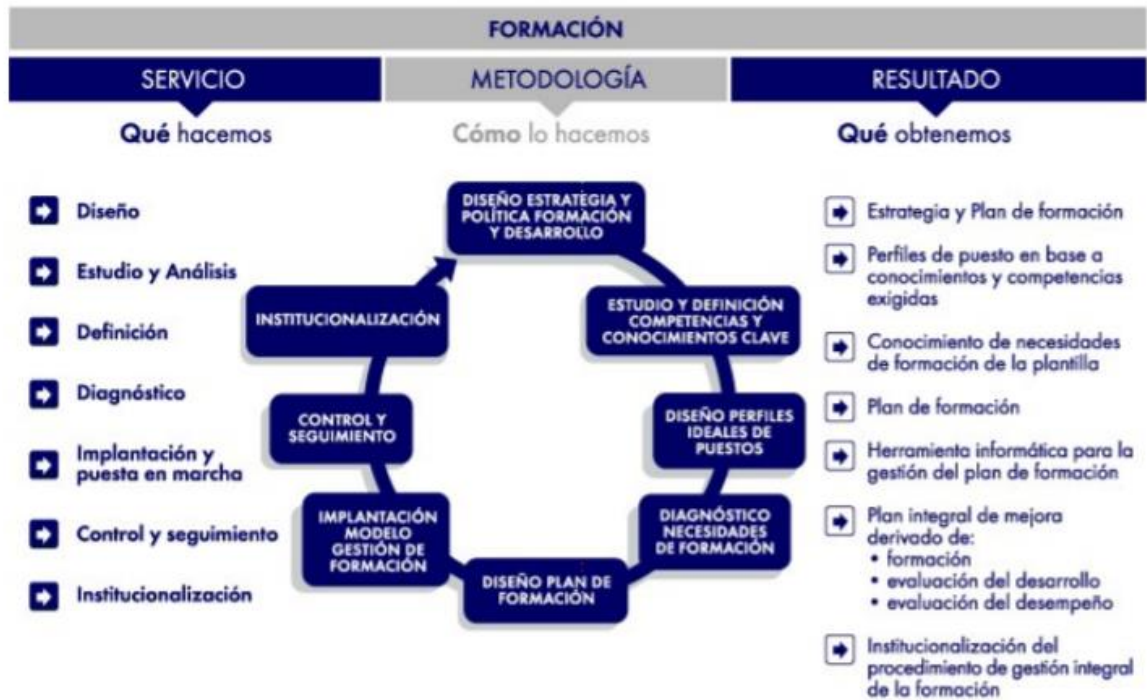 FORMACIÓN
SERVICIO
METODOLOGÍA
RESULTADO
Qué hacemos
Cómo lo hacemos
Qué obtenemos
Diseño
Estudio y Análisis
Definición
Diagnóstico
Implantación y
puesta en marcha
Control y seguimiento
Institucionalización
DISEÑO ESTRATEGIA Y
POLÍTICA FORMACIÓN
Y DESARROLLO
ESTUDIO Y DEFINICIÓN
COMPETENCIAS Y
CONOCIMIENTOS CLAVE
DISEÑO PERFILES
IDEALES DE
PUESTOS
DIAGNÓSTICO
NECESIDADES
DE FORMACIÓN
DISEÑO PLAN DE
FORMACIÓN
IMPLANTACIÓN
MODELO
GESTIÓN DE
FORMACIÓN
CONTROL Y
SEGUIMIENTO
INSTITUCIONALIZACIÓN
Estrategia y Plan de formación
Perfiles de puesto en base a
conocimientos y competencias
exigidas
Conocimiento de necesidades
de formación de la plantilla
Plan de formación
Herramienta informática para la
gestión del plan de formación
Plan integral de mejora
derivado de:
• formación
• evaluación del desarrollo
• evaluación del desempeño
Institucionalización del
procedimiento de gestión integral
de la formación